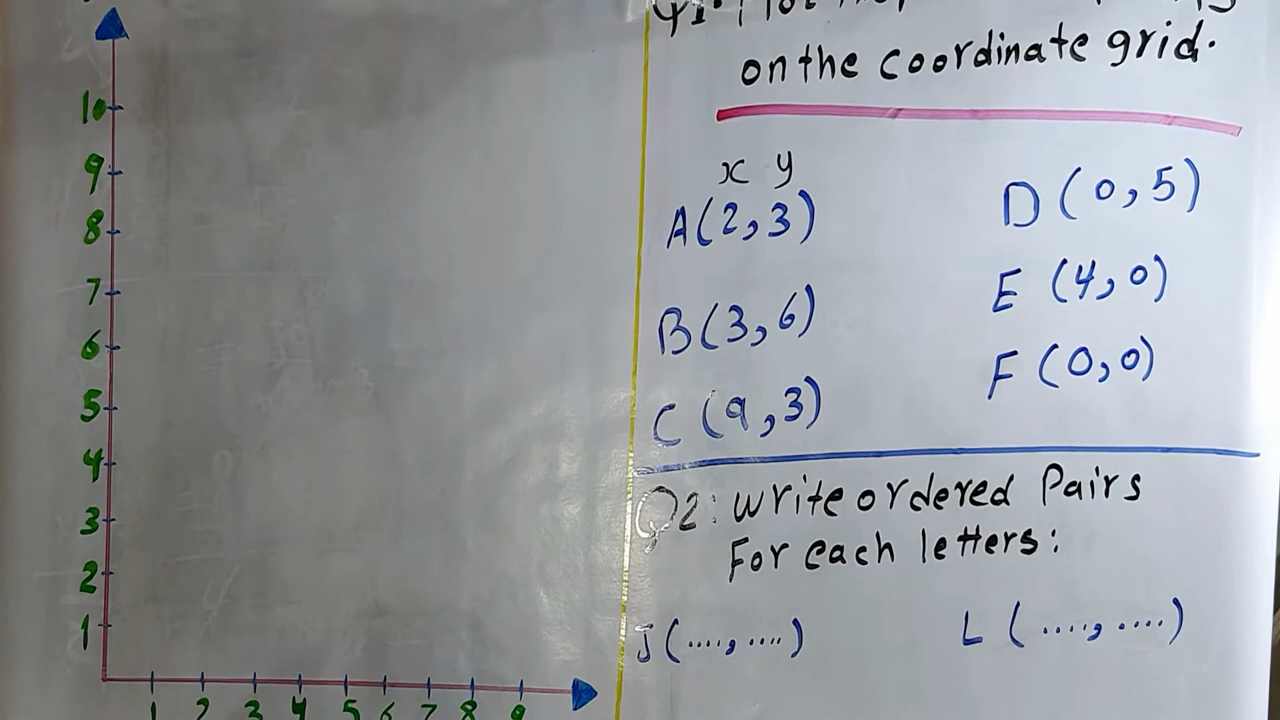 on the coordinate grid.
x y
A(2,3)
B(3,6)
C(9,3)
D(0,5)
E (4,0)
F (0,0)
Q2: Write ordered Pairs
For each letters:
J(....,....)
L (....,....)
10
9
8
7
6
5
4
3
2
1
1 2 3 4 5 6 7 8 9